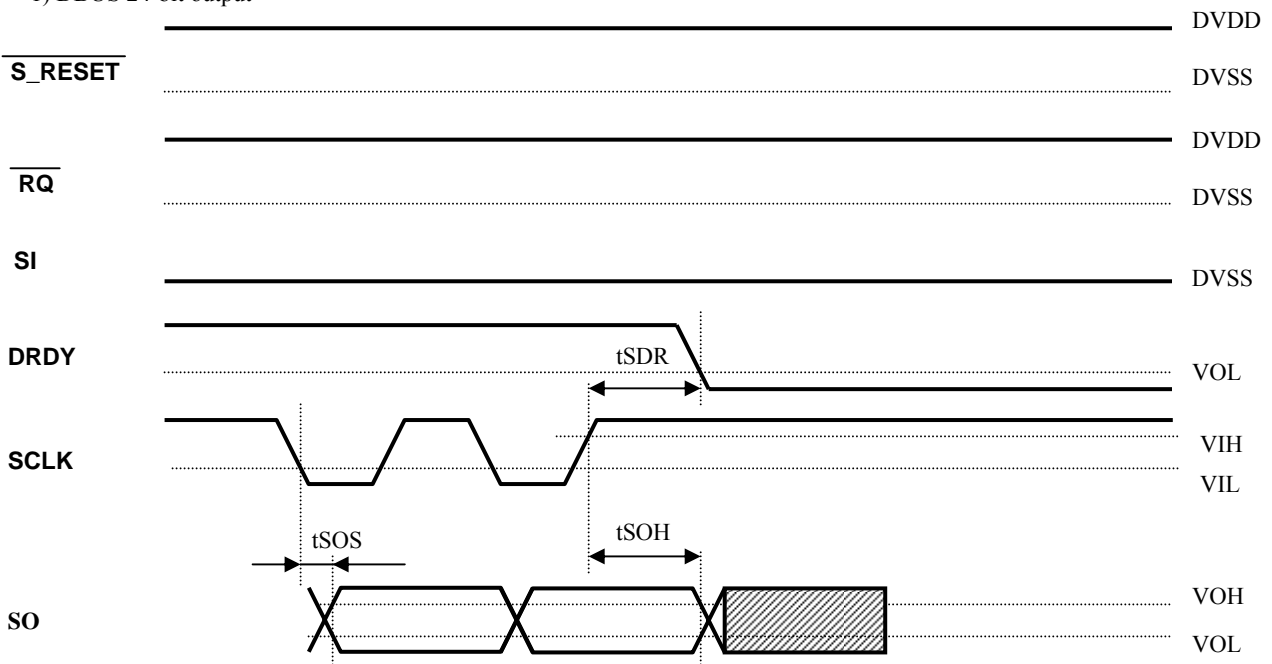 DVDD
S_RESET
DVSS
DVDD
RQ
DVSS
SI
DVSS
DRDY
tSDR
VOL
SCLK
VIH
VIL
tSOS
tSOH
SO
VOH
VOL